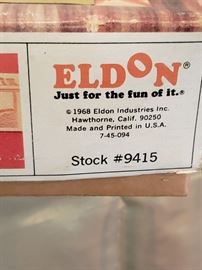 ELDON®
Just for the fun of it.®
© 1968 Eldon Industries Inc.
Hawthorne, Calif. 90250
Made and Printed in U.S.A.
7-45-094
Stock #9415